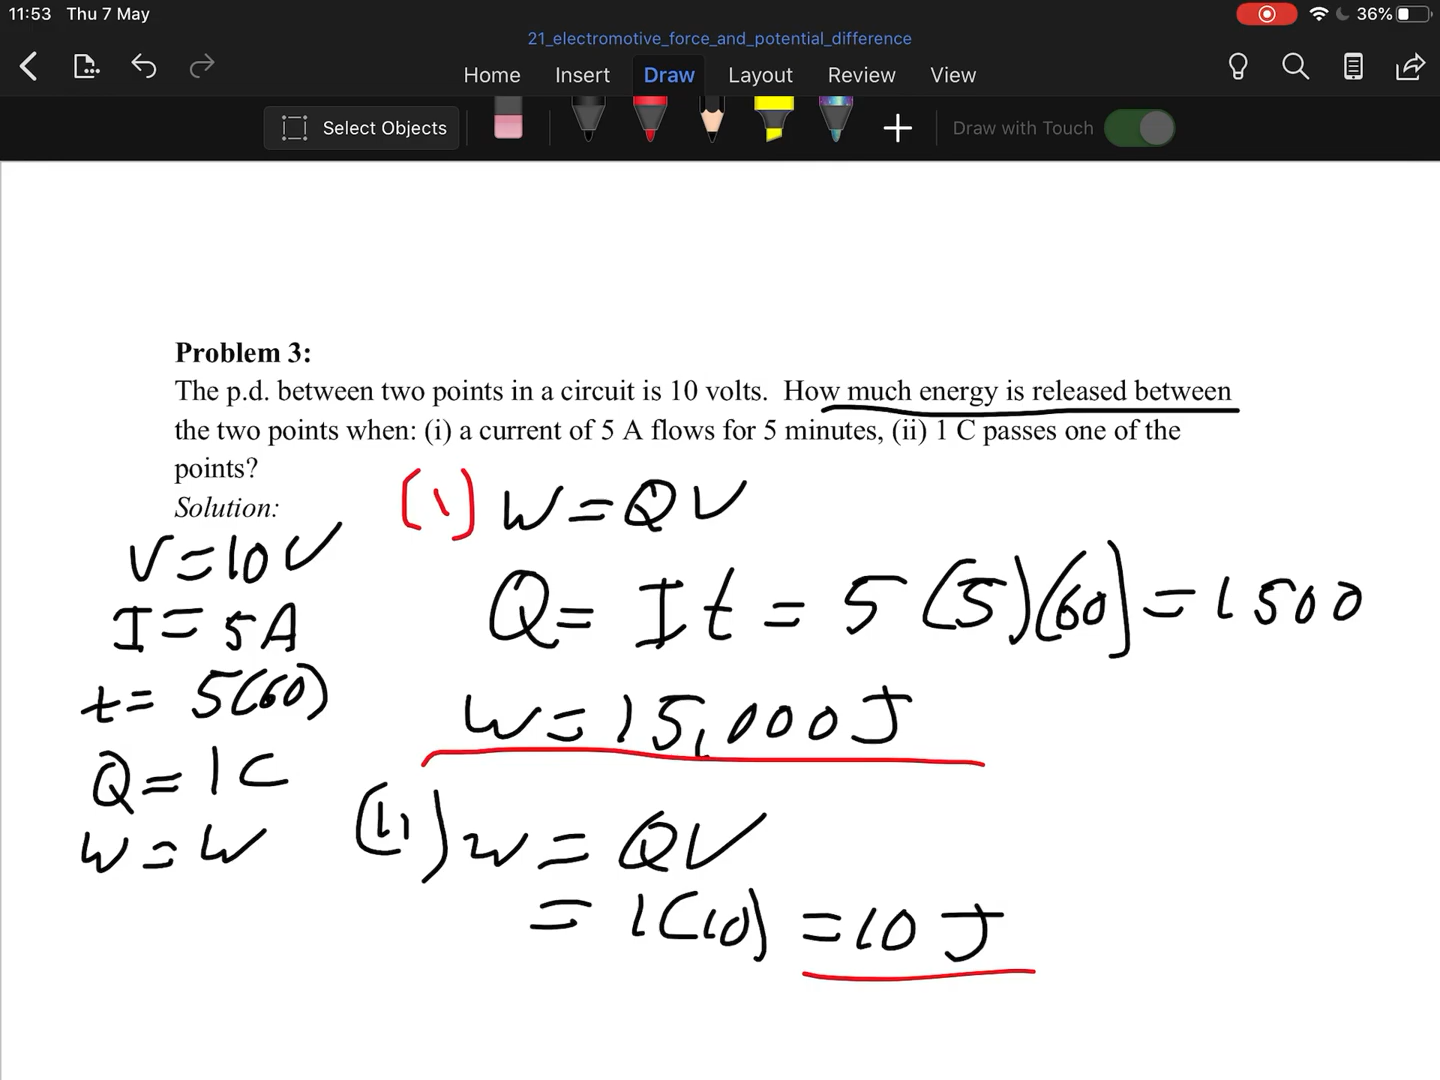 11:53 Thu 7 May 36%
21_electromotive_force_and_potential_difference
Home Insert Draw Layout Review View
Select Objects Draw with Touch
Problem 3:
The p.d. between two points in a circuit is 10 volts. How much energy is released between
the two points when: (i) a current of 5 A flows for 5 minutes, (ii) 1 C passes one of the
points?
Solution:
V=10V
I=5A
t= 5(60)
Q=1C
W=W
(i) W=QV
Q= It = 5(5)(60)=1500
W=15,000J
(ii) W=QV
=1(10) =10J